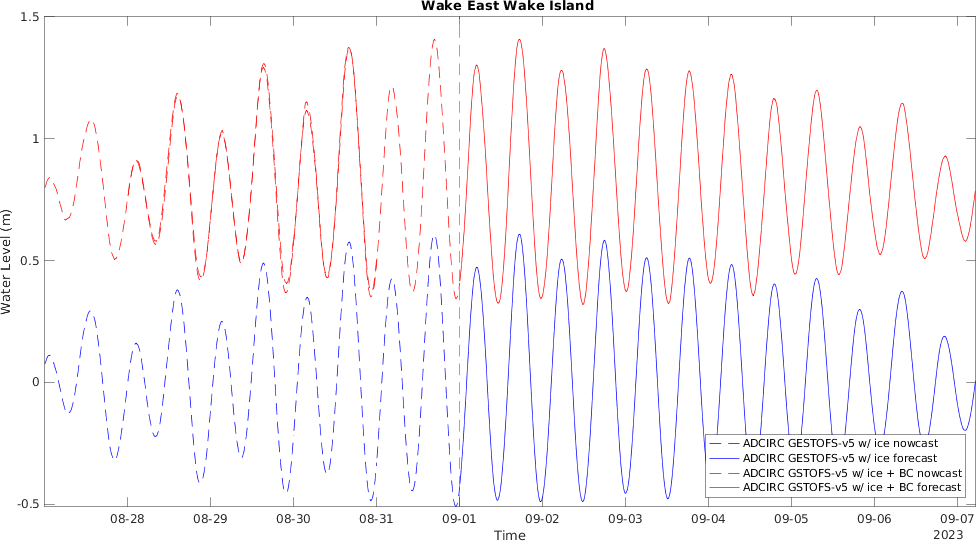 Wake East Wake Island
1.5
1
0.5
0
-0.5
Water Level (m)
ADCIRC GESTOFS-v5 w/ ice nowcast
ADCIRC GESTOFS-v5 w/ ice forecast
ADCIRC GSTOFS-v5 w/ ice + BC nowcast
ADCIRC GSTOFS-v5 w/ ice + BC forecast
08-28 08-29 08-30 08-31 09-01 09-02 09-03 09-04 09-05 09-06 09-07
Time
2023